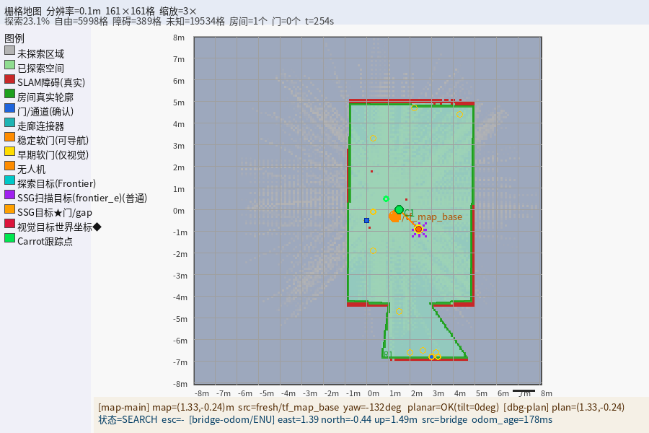 栅格地图 分辨率=0.1m 161×161格 缩放=3×
探索23.1% 自由=5998格 障碍=389格 未知=19534格 房间=1个 门=0个 t=254s
图例
未探索区域
已探索空间
SLAM障碍(真实)
房间真实轮廓
门/通道(确认)
走廊连接器
稳定软门(可导航)
早期软门(仅视觉)
无人机
探索目标(Frontier)
SSG扫描目标(frontier_e)(普通)
SSG目标★门/gap
视觉目标世界坐标◆
Carrot跟踪点
8m
7m
6m
5m
4m
3m
2m
1m
0m
-1m
-2m
-3m
-4m
-5m
-6m
-7m
-8m
/tf_map_base
-8m -7m -6m -5m -4m -3m -2m -1m 0m 1m 2m 3m 4m 5m 6m 7m 8m
[map-main] map=(1.33,-0.24)m src=fresh/tf_map_base yaw=-132deg planar=OK(tilt=0deg) [dbg-plan] plan=(1.33,-0.24)
状态=SEARCH esc=- [bridge-odom/ENU] east=1.39 north=-0.44 up=1.49m src=bridge odom_age=178ms